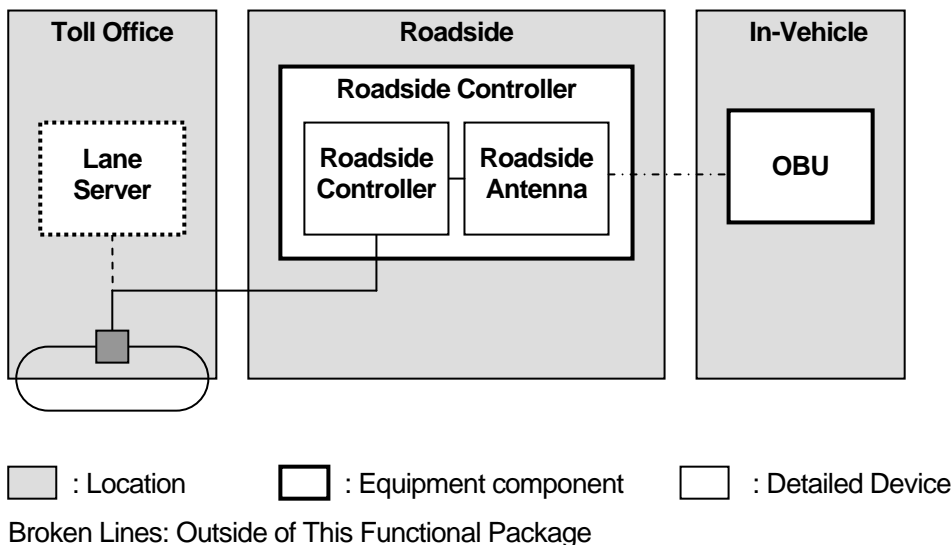 Toll Office
Roadside
In-Vehicle
Roadside Controller
Lane
Server
Roadside
Controller
Roadside
Antenna
OBU
: Location
: Equipment component
: Detailed Device
Broken Lines: Outside of This Functional Package